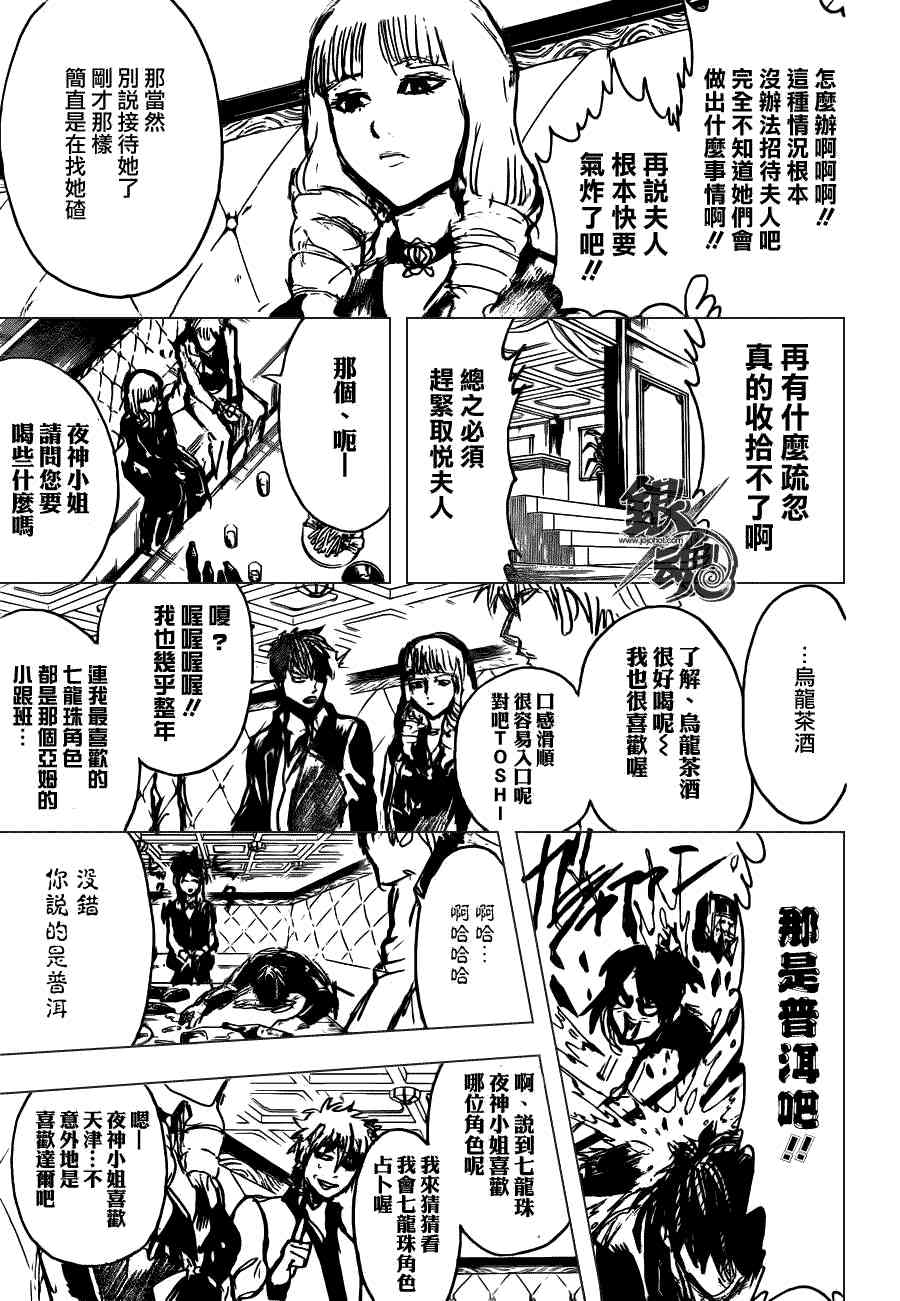 怎麼辦啊啊啊!!
這種情況根本
沒辦法招待夫人吧
完全不知道她們會
做出什麼事情啊!!
再説夫人
根本快要
氣炸了吧!!
那當然
別説接待她了
剛才那樣
簡直是在找她碴
再有什麼疏忽
真的收拾不了啊
總之必須
趕緊取悦夫人
銀魂
www.jojohot.com
那個、呃—
夜神小姐
請問您要
喝些什麼嗎
…烏龍茶酒
了解、烏龍茶酒
很好喝呢~
我也很喜歡喔
口感滑順
很容易入口呢
對吧TOSHI
嗄?
喔喔喔喔!!
我也幾乎整年
連我最喜歡的
七龍珠角色
都是那個亞姆的
小跟班…
那是普洱吧!!
啊哈…
啊哈哈哈
沒錯
你説的是普洱
啊、説到七龍珠
夜神小姐喜歡
哪位角色呢
我來猜猜看
我會七龍珠角色
占卜喔
嗯—
夜神小姐喜歡
天津…不
意外地是
喜歡達爾吧